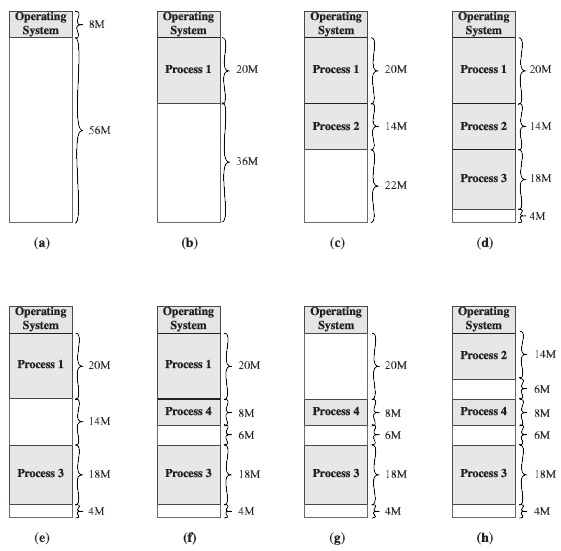 Operating
System
8M
56M
(a)
Operating
System
Process 1
20M
36M
(b)
Operating
System
Process 1
20M
Process 2
14M
22M
(c)
Operating
System
Process 1
20M
Process 2
14M
Process 3
18M
4M
(d)
Operating
System
Process 1
20M
14M
Process 3
18M
4M
(e)
Operating
System
Process 1
20M
Process 4
8M
6M
Process 3
18M
4M
(f)
Operating
System
20M
Process 4
8M
6M
Process 3
18M
4M
(g)
Operating
System
Process 2
14M
6M
Process 4
8M
6M
Process 3
18M
4M
(h)